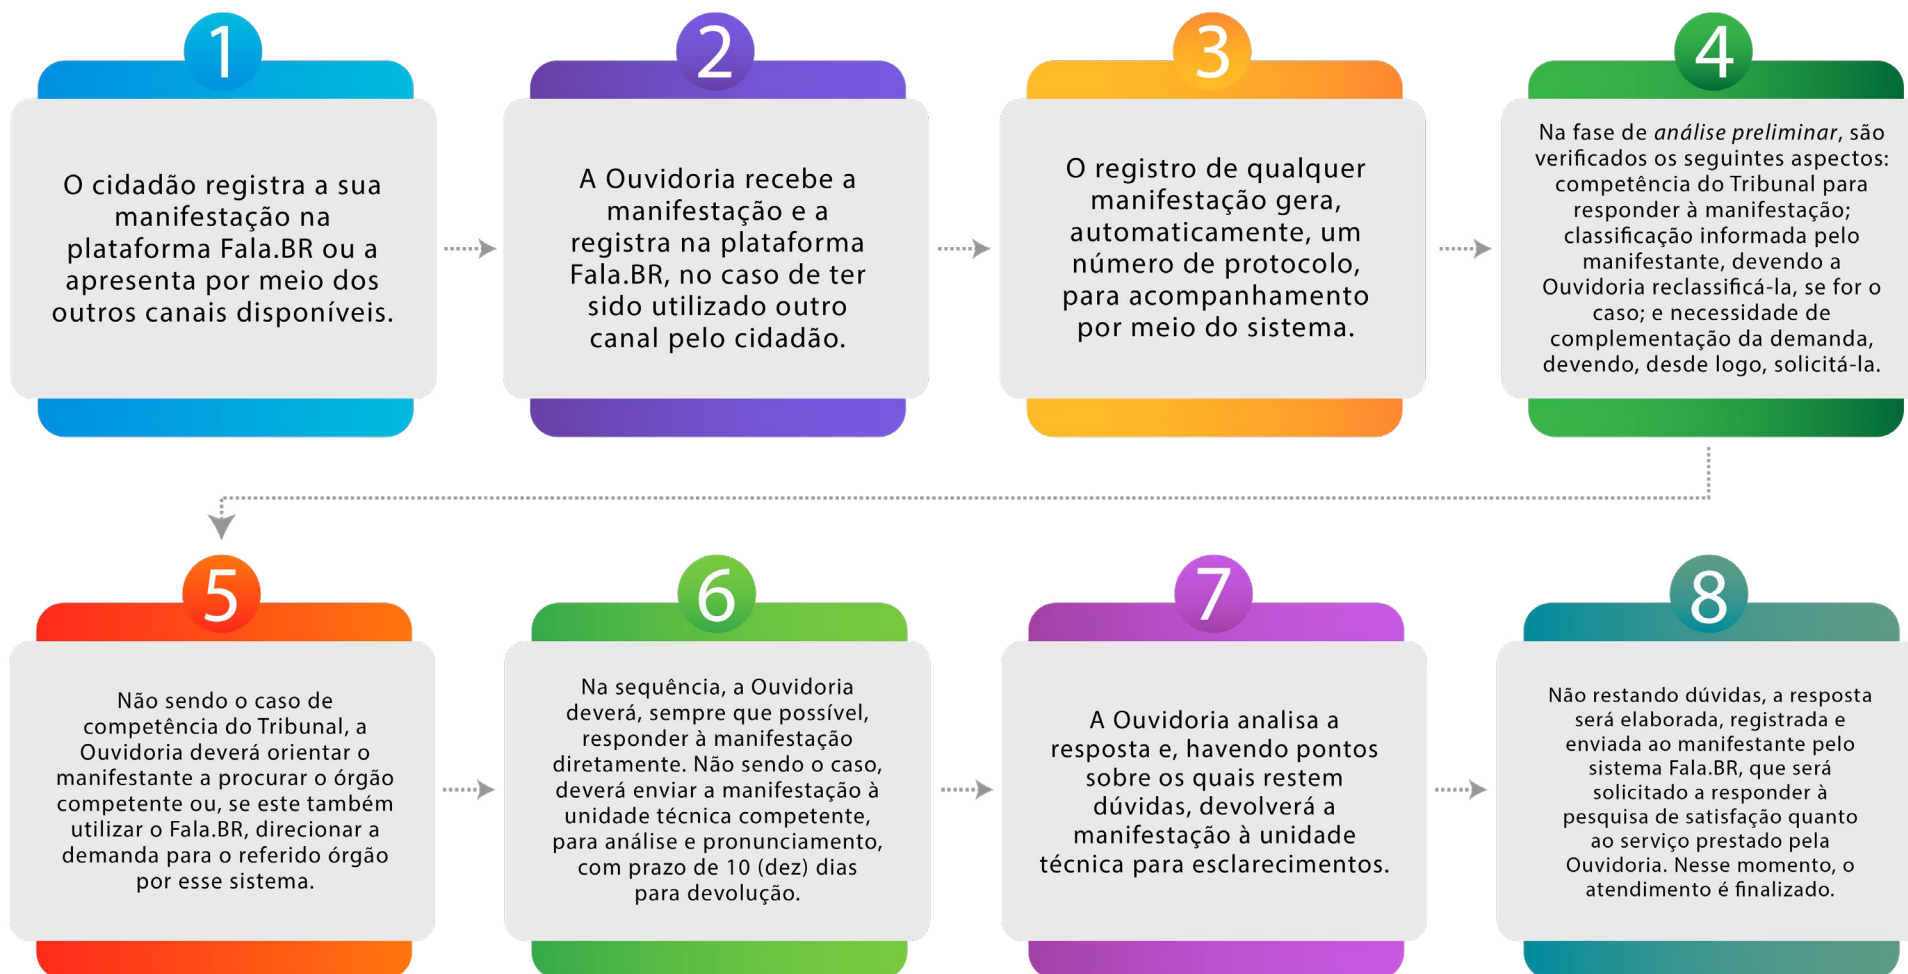 1
O cidadão registra a sua
manifestação na
plataforma Fala.BR ou a
apresenta por meio dos
outros canais disponíveis.
2
A Ouvidoria recebe a
manifestação e a
registra na plataforma
Fala.BR, no caso de ter
sido utilizado outro
canal pelo cidadão.
3
O registro de qualquer
manifestação gera,
automaticamente, um
número de protocolo,
para acompanhamento
por meio do sistema.
4
Na fase de análise preliminar, são
verificados os seguintes aspectos:
competência do Tribunal para
responder à manifestação;
classificação informada pelo
manifestante, devendo a
Ouvidoria reclassificá-la, se for o
caso; e necessidade de
complementação da demanda,
devendo, desde logo, solicitá-la.
5
Não sendo o caso de
competência do Tribunal, a
Ouvidoria deverá orientar o
manifestante a procurar o órgão
competente ou, se este também
utilizar o Fala.BR, direcionar a
demanda para o referido órgão
por esse sistema.
6
Na sequência, a Ouvidoria
deverá, sempre que possível,
responder à manifestação
diretamente. Não sendo o caso,
deverá enviar a manifestação à
unidade técnica competente,
para análise e pronunciamento,
com prazo de 10 (dez) dias
para devolução.
7
A Ouvidoria analisa a
resposta e, havendo pontos
sobre os quais restem
dúvidas, devolverá a
manifestação à unidade
técnica para esclarecimentos.
8
Não restando dúvidas, a resposta
será elaborada, registrada e
enviada ao manifestante pelo
sistema Fala.BR, que será
solicitado a responder à
pesquisa de satisfação quanto
ao serviço prestado pela
Ouvidoria. Nesse momento, o
atendimento é finalizado.